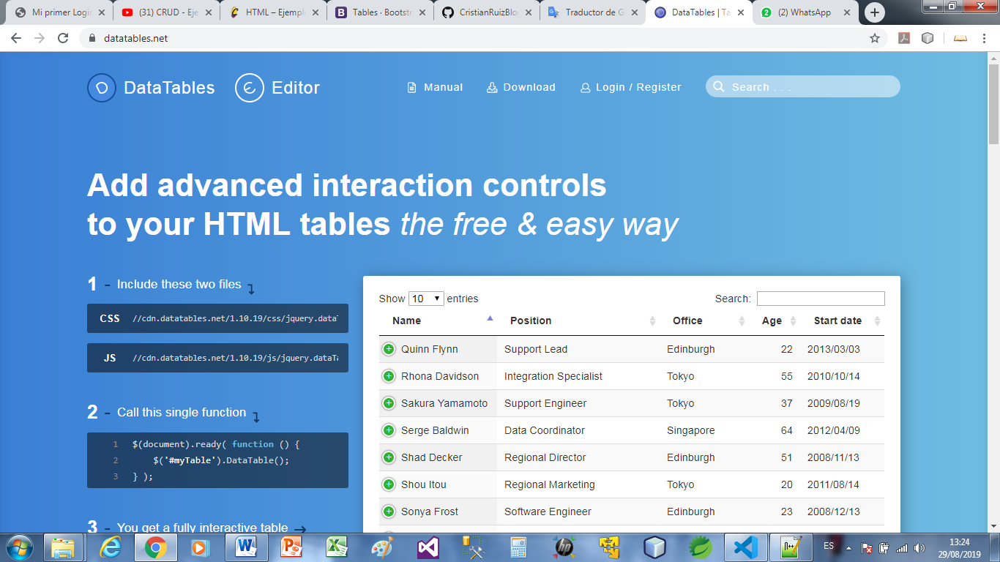 Mi primer Login
(31) CRUD - Eje
HTML – Ejempl
Tables · Bootst
CristianRuizBlo
Traductor de G
DataTables | Ta
(2) WhatsApp
datatables.net
DataTables
Editor
Manual
Download
Login / Register
Search . . .
Add advanced interaction controls
to your HTML tables the free & easy way
1 - Include these two files
CSS //cdn.datatables.net/1.10.19/css/jquery.dataT
JS //cdn.datatables.net/1.10.19/js/jquery.dataTa
2 - Call this single function
1 $(document).ready( function () {
2 $('#myTable').DataTable();
3 } );
3 - You get a fully interactive table
Show 10 entries
Search:
Name Position Office Age Start date
Quinn Flynn Support Lead Edinburgh 22 2013/03/03
Rhona Davidson Integration Specialist Tokyo 55 2010/10/14
Sakura Yamamoto Support Engineer Tokyo 37 2009/08/19
Serge Baldwin Data Coordinator Singapore 64 2012/04/09
Shad Decker Regional Director Edinburgh 51 2008/11/13
Shou Itou Regional Marketing Tokyo 20 2011/08/14
Sonya Frost Software Engineer Edinburgh 23 2008/12/13
ES
13:24
29/08/2019